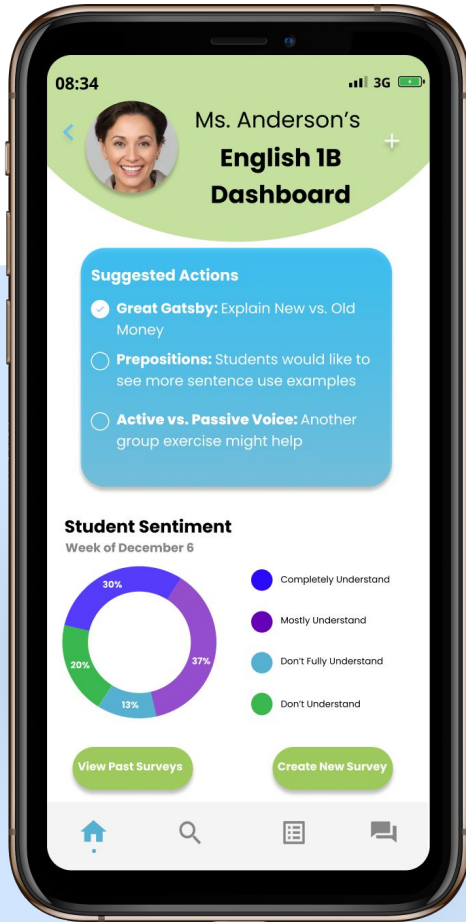 08:34
3G
Ms. Anderson's
English 1B
Dashboard
Suggested Actions
Great Gatsby: Explain New vs. Old
Money
Prepositions: Students would like to
see more sentence use examples
Active vs. Passive Voice: Another
group exercise might help
Student Sentiment
Week of December 6
30%
37%
20%
13%
Completely Understand
Mostly Understand
Don't Fully Understand
Don't Understand
View Past Surveys
Create New Survey